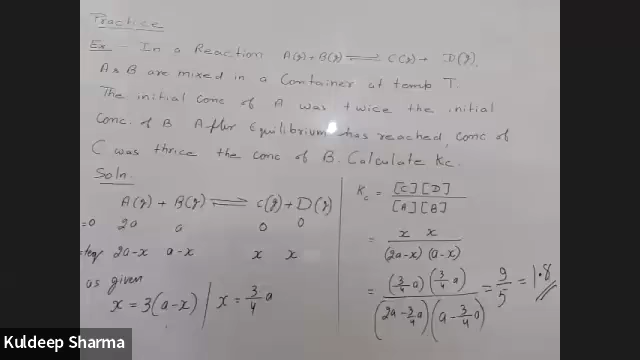 Practice
Ex - In a Reaction A(g) + B(g) ⇌ C(g) + D(g).
A & B are mixed in a Container at temp T.
The initial conc of A was twice the initial
conc. of B After Equilibrium has reached, conc of
C was thrice the conc of B. Calculate Kc.
Soln.
A(g) + B(g) ⇌ C(g) + D(g)
=0 2a a 0 0
teq 2a-x a-x x x
as given
x = 3(a-x) | x = 3/4 a
Kc = [C][D] / [A][B]
= x x / (2a-x)(a-x)
= (3/4 a)(3/4 a) / (2a - 3/4 a)(a - 3/4 a) = 9/5 = 1.8
Kuldeep Sharma